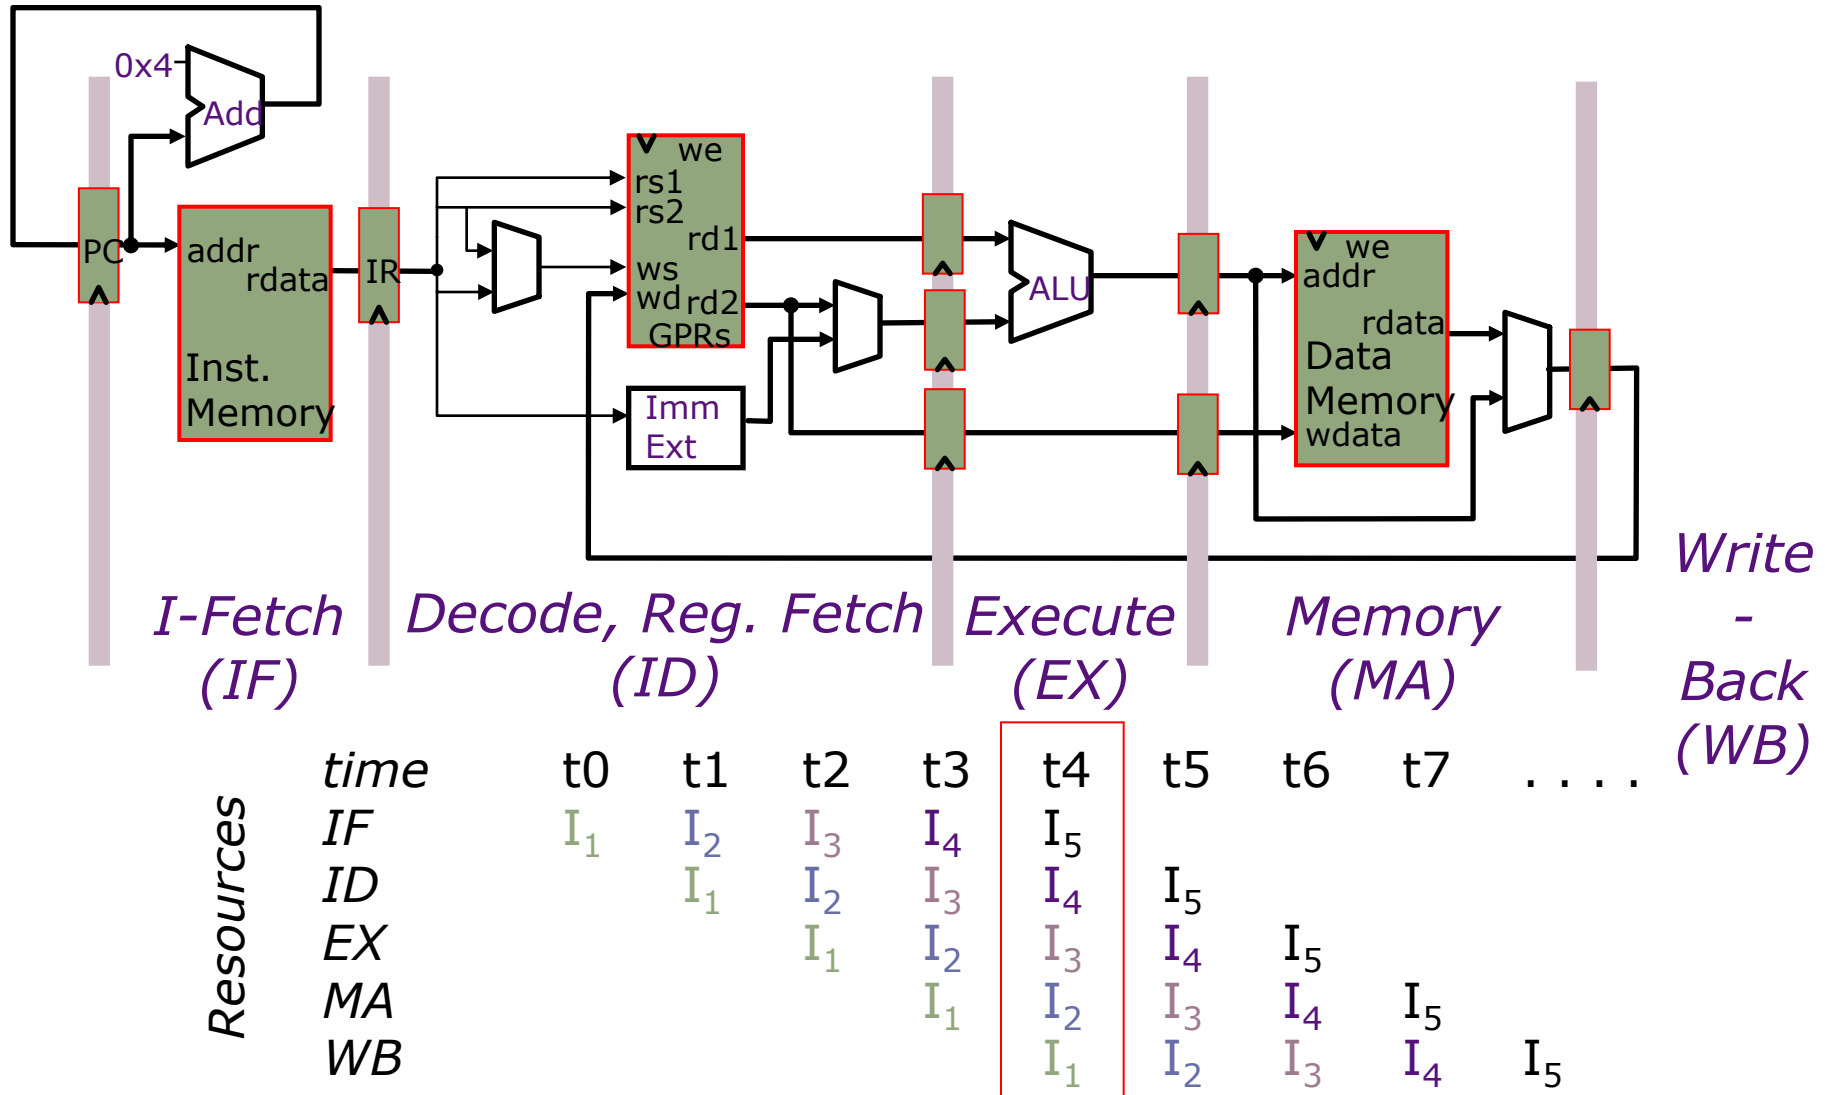 0x4
Add
PC
addr
rdata
Inst.
Memory
IR
we
rs1
rs2
rd1
ws
wd rd2
GPRs
Imm
Ext
ALU
we
addr
rdata
Data
Memory
wdata
I-Fetch
(IF)
Decode, Reg. Fetch
(ID)
Execute
(EX)
Memory
(MA)
Write
-
Back
(WB)
Resources
time t0 t1 t2 t3 t4 t5 t6 t7 . . . .
IF I1 I2 I3 I4 I5
ID I1 I2 I3 I4 I5
EX I1 I2 I3 I4 I5
MA I1 I2 I3 I4 I5
WB I1 I2 I3 I4 I5